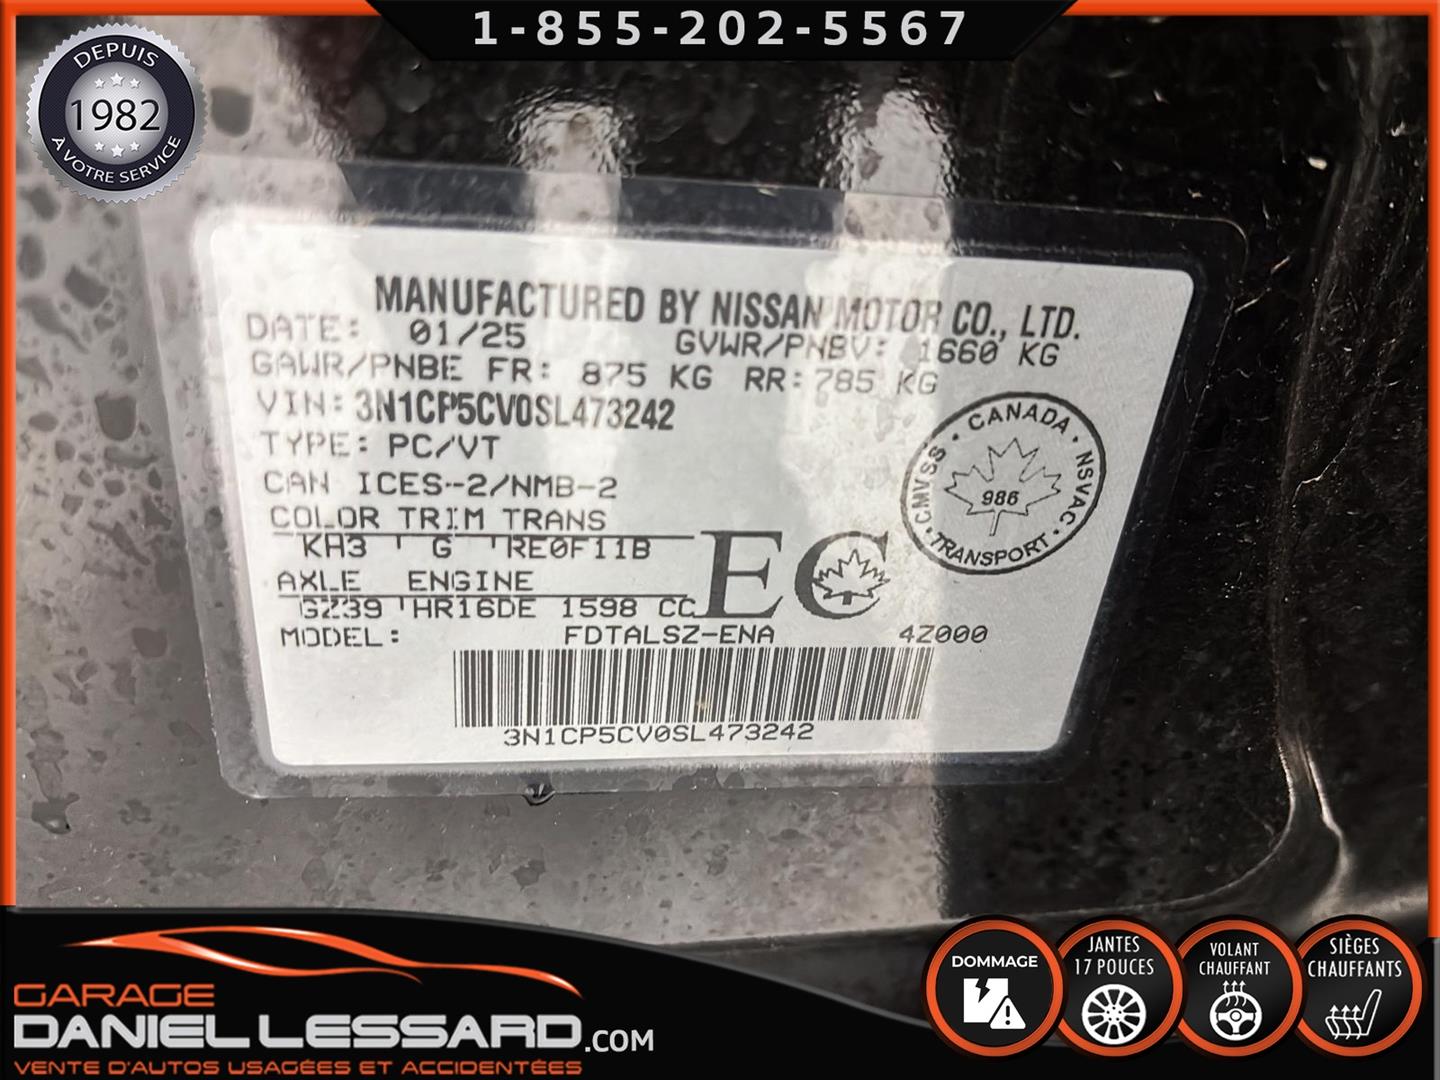 1-855-202-5567
DEPUIS
1982
À VOTRE SERVICE
MANUFACTURED BY NISSAN MOTOR CO., LTD.
DATE: 01/25 GVWR/PNBV: 1660 KG
GAWR/PNBE FR: 875 KG RR: 785 KG
VIN: 3N1CP5CV0SL473242
TYPE: PC/VT
CAN ICES-2/NMB-2
COLOR TRIM TRANS
KH3 G RE0F11B
AXLE ENGINE
GZ39 HR16DE 1598 CC
MODEL: FDTALSZ-ENA 4Z000
3N1CP5CV0SL473242
EC
CANADA · NSVAC · TRANSPORT · CMVSS ·
986
GARAGE
DANIEL LESSARD.COM
VENTE D'AUTOS USAGÉES ET ACCIDENTÉES
DOMMAGE
JANTES
17 POUCES
VOLANT
CHAUFFANT
SIÈGES
CHAUFFANTS